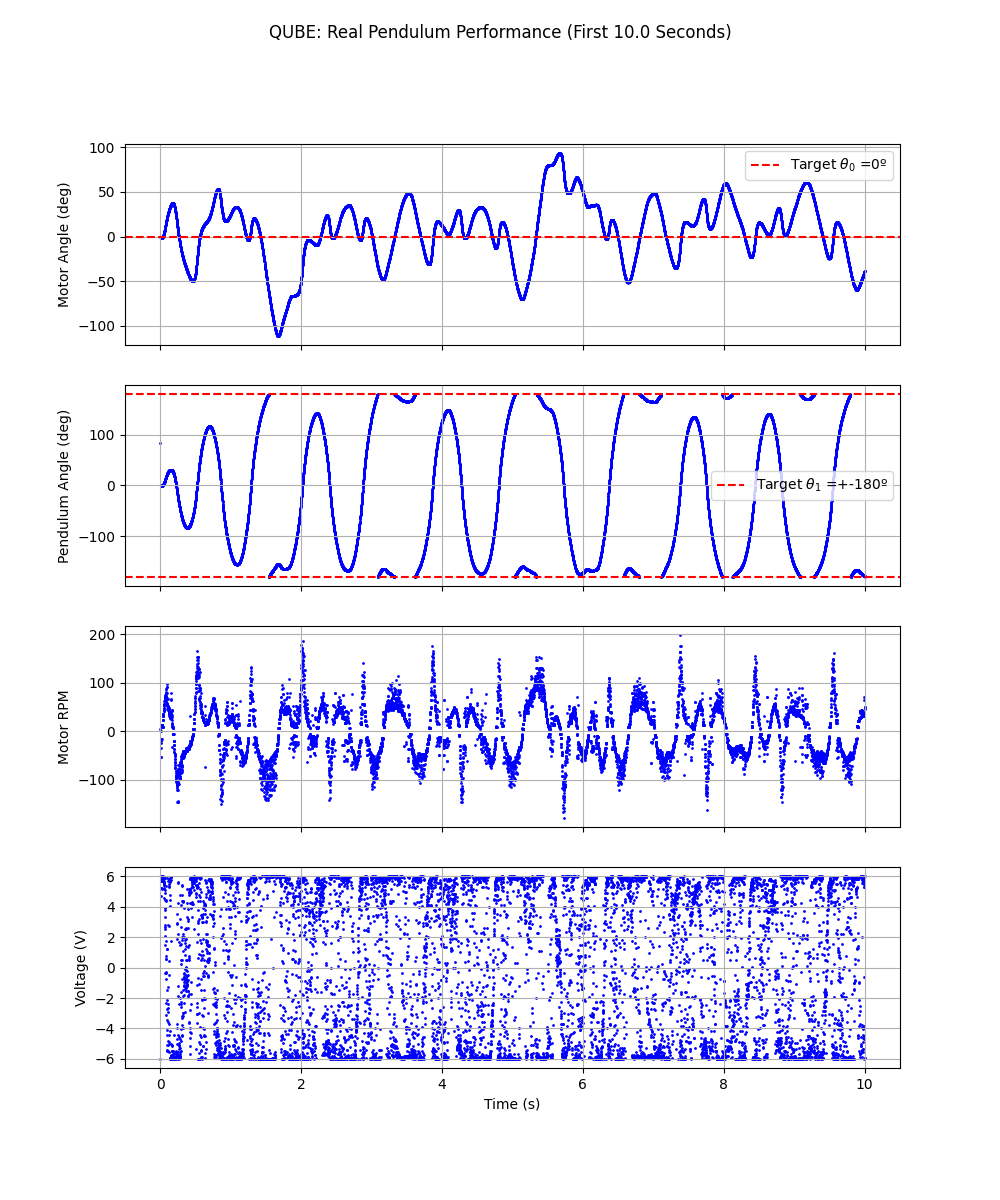 QUBE: Real Pendulum Performance (First 10.0 Seconds)
100
50
0
−50
−100
Motor Angle (deg)
Target θ0 =0º
100
0
−100
Pendulum Angle (deg)
Target θ1 =+-180º
200
100
0
−100
Motor RPM
6
4
2
0
−2
−4
−6
Voltage (V)
0 2 4 6 8 10
Time (s)